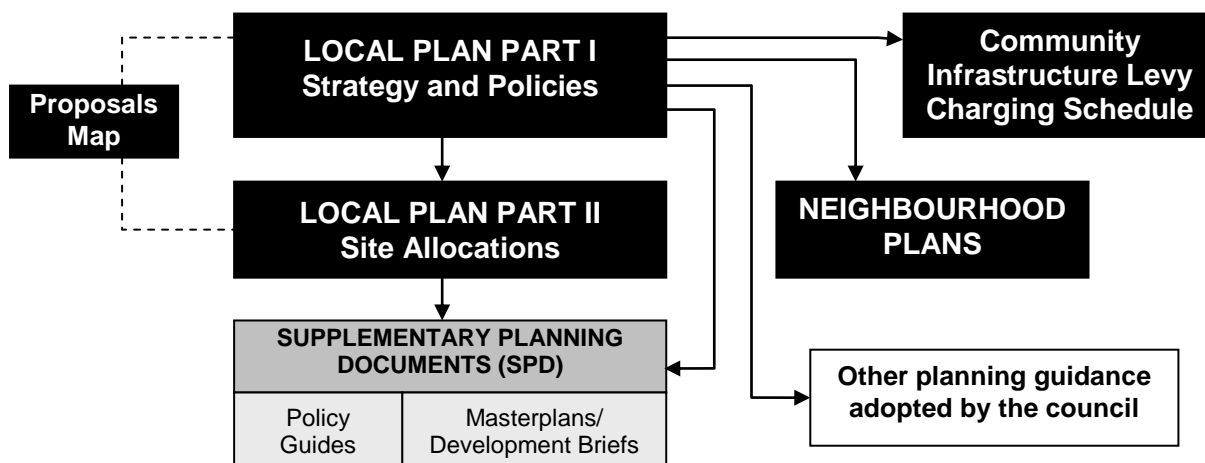 LOCAL PLAN PART I
Strategy and Policies
Community
Infrastructure Levy
Charging Schedule
Proposals
Map
LOCAL PLAN PART II
Site Allocations
NEIGHBOURHOOD
PLANS
SUPPLEMENTARY PLANNING
DOCUMENTS (SPD)
Policy
Guides
Masterplans/
Development Briefs
Other planning guidance
adopted by the council